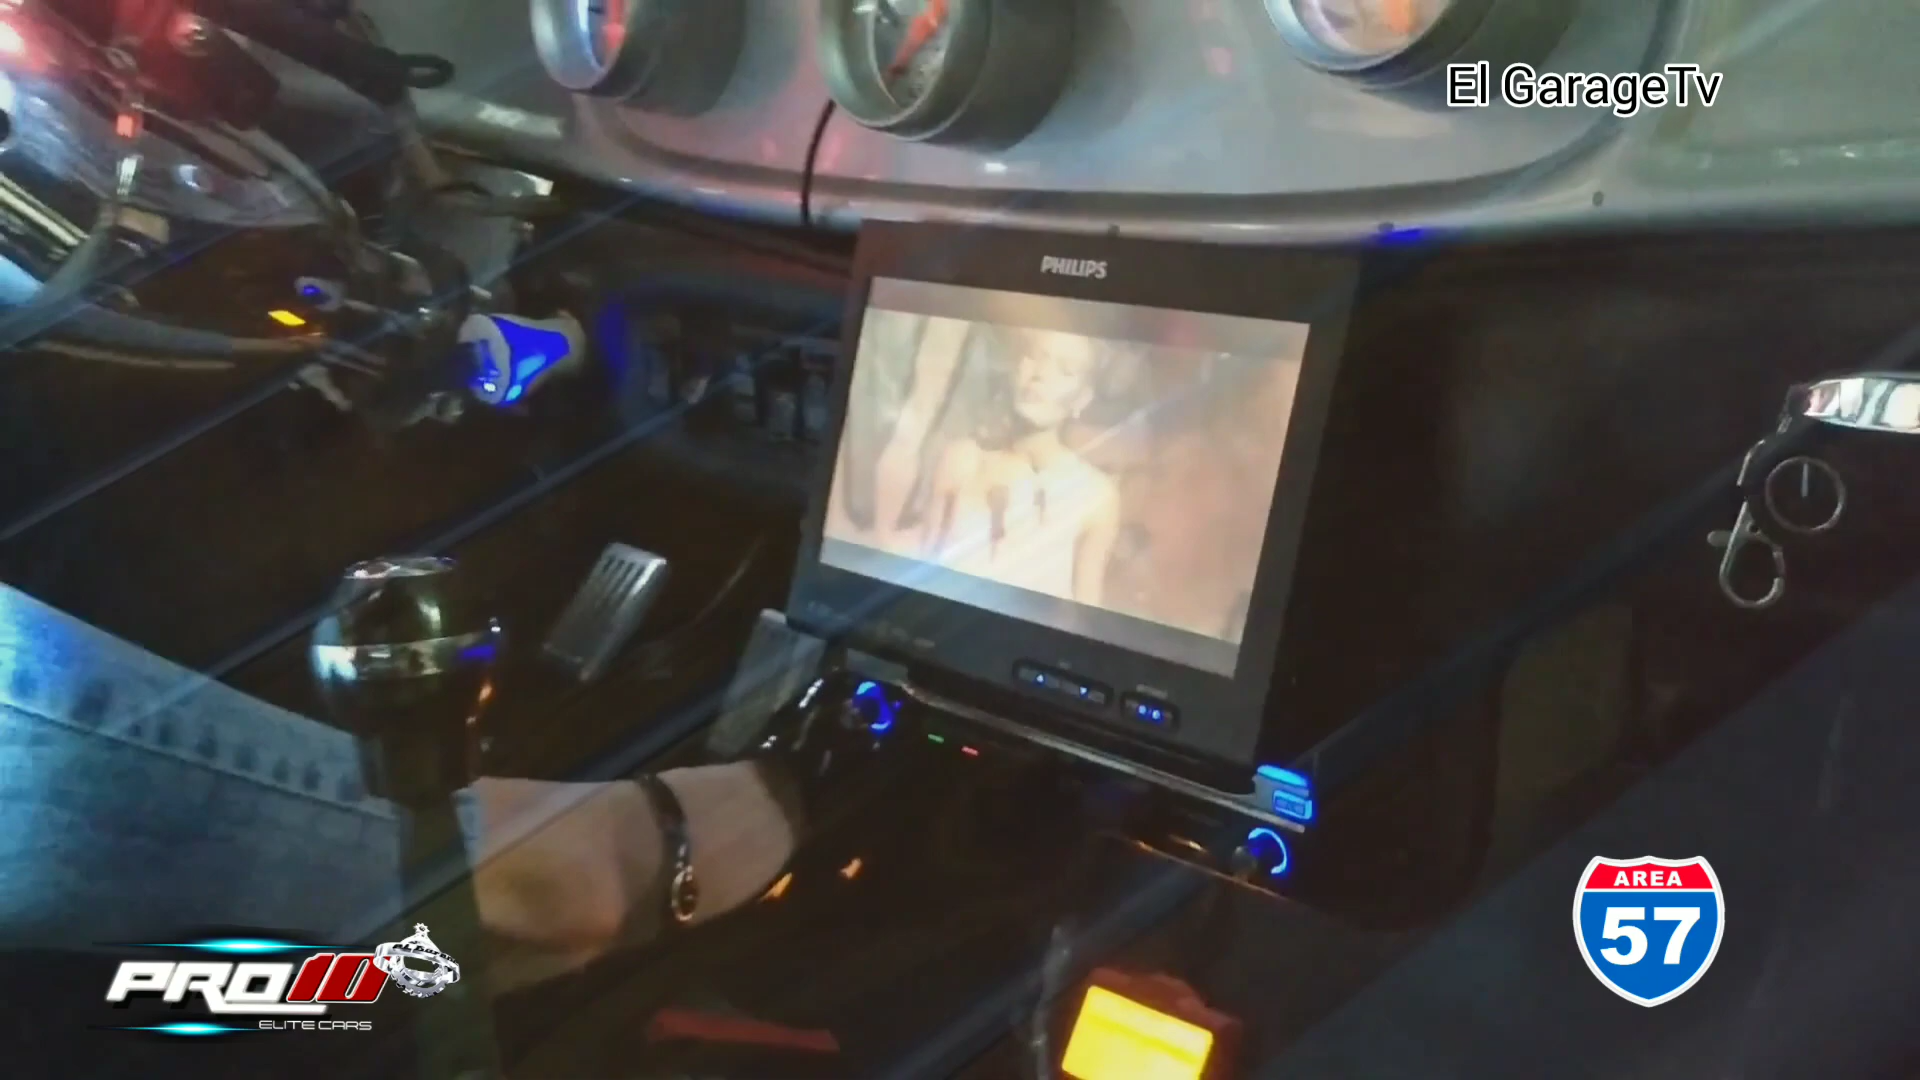 El GarageTv
PHILIPS
AREA
57
PRO10
ELITE CARS